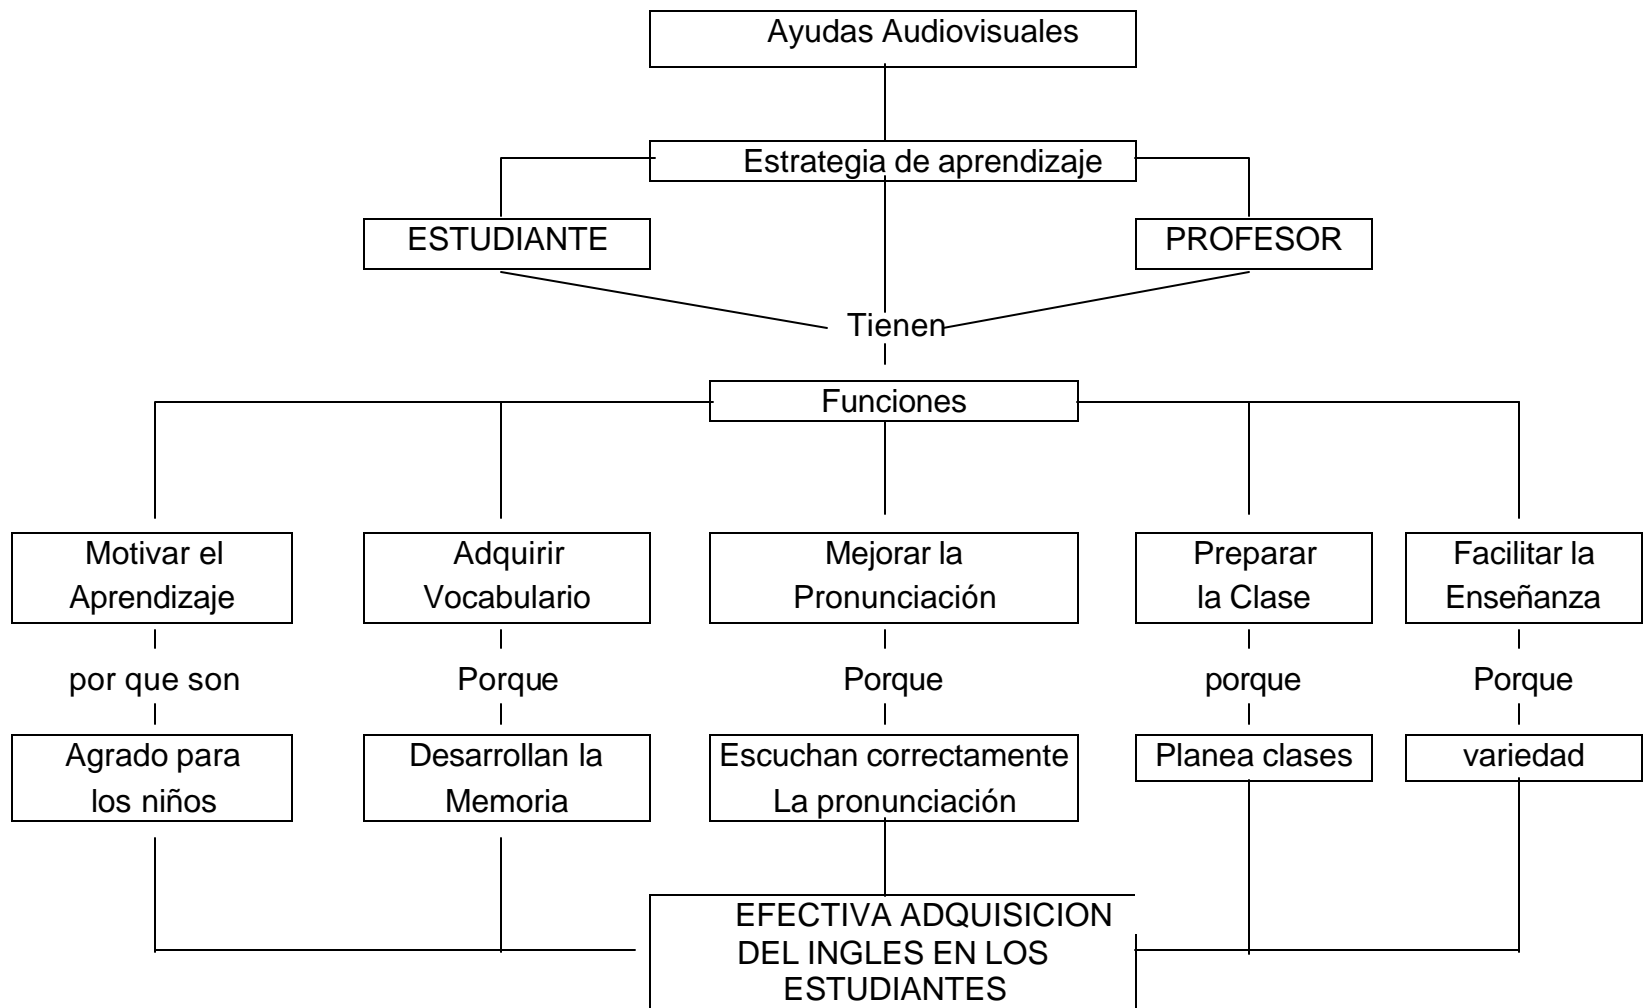 Ayudas Audiovisuales
Estrategia de aprendizaje
ESTUDIANTE
PROFESOR
Tienen
Funciones
Motivar el
Aprendizaje
Adquirir
Vocabulario
Mejorar la
Pronunciación
Preparar
la Clase
Facilitar la
Enseñanza
por que son
Porque
Porque
porque
Porque
Agrado para
los niños
Desarrollan la
Memoria
Escuchan correctamente
La pronunciación
Planea clases
variedad
EFECTIVA ADQUISICION
DEL INGLES EN LOS
ESTUDIANTES